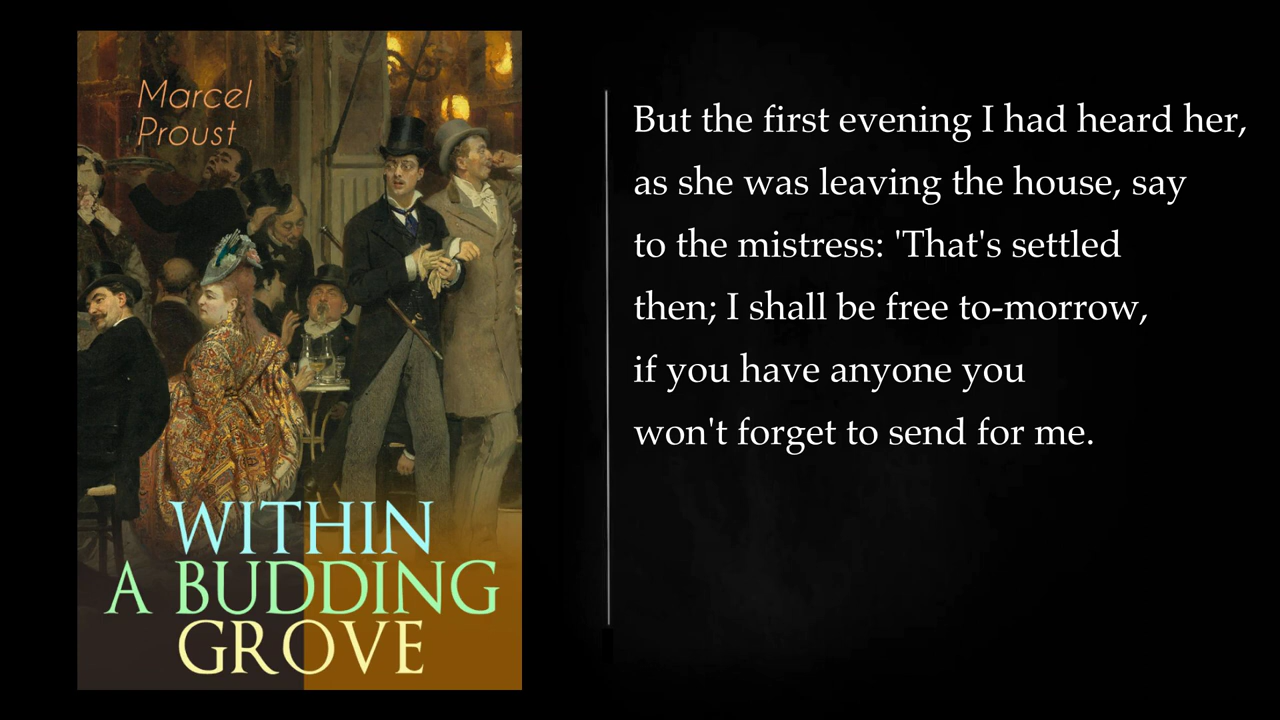 Marcel
Proust
WITHIN
A BUDDING
GROVE
But the first evening I had heard her,
as she was leaving the house, say
to the mistress: 'That's settled
then; I shall be free to-morrow,
if you have anyone you
won't forget to send for me.